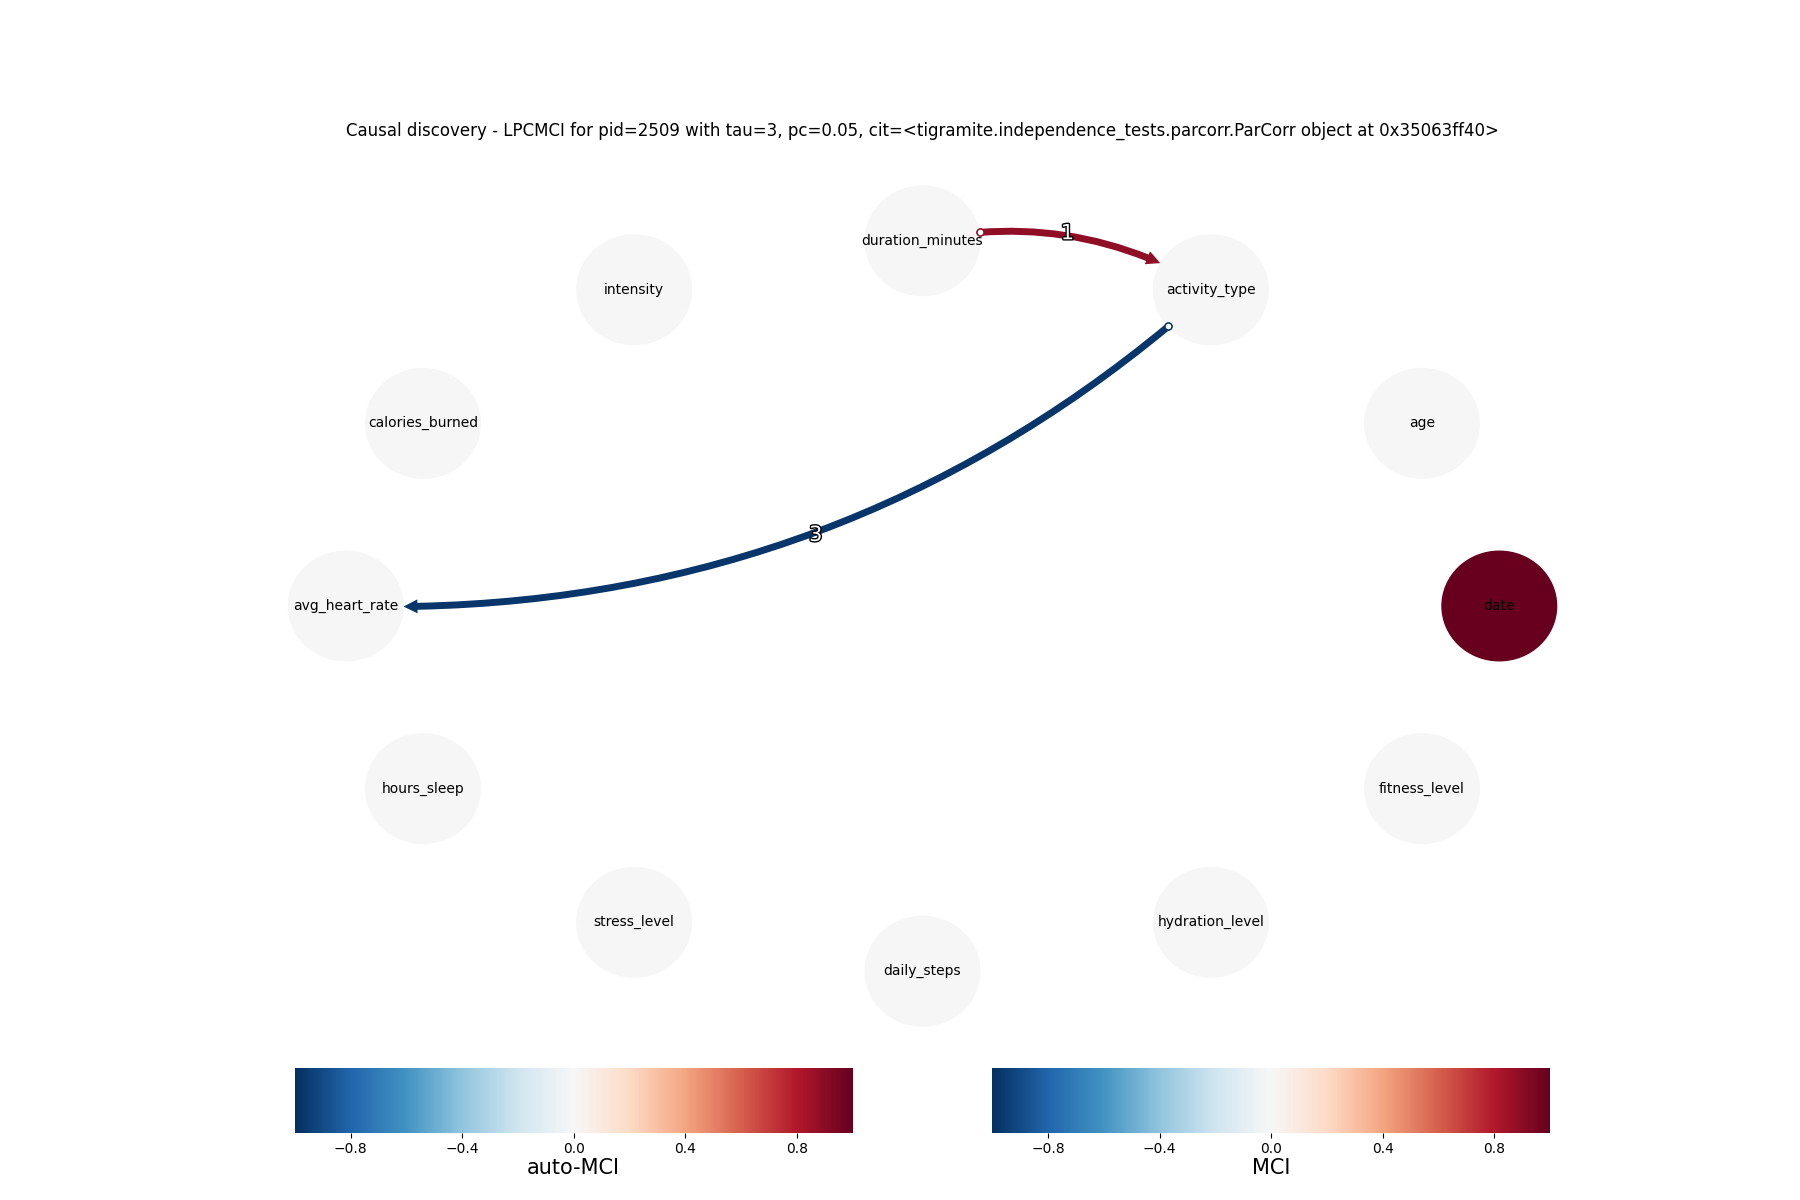 Causal discovery - LPCMCI for pid=2509 with tau=3, pc=0.05, cit=<tigramite.independence_tests.parcorr.ParCorr object at 0x35063ff40>
duration_minutes
1
intensity
activity_type
calories_burned
age
3
avg_heart_rate
date
hours_sleep
fitness_level
stress_level
hydration_level
daily_steps
−0.8 −0.4 0.0 0.4 0.8
auto-MCI
−0.8 −0.4 0.0 0.4 0.8
MCI